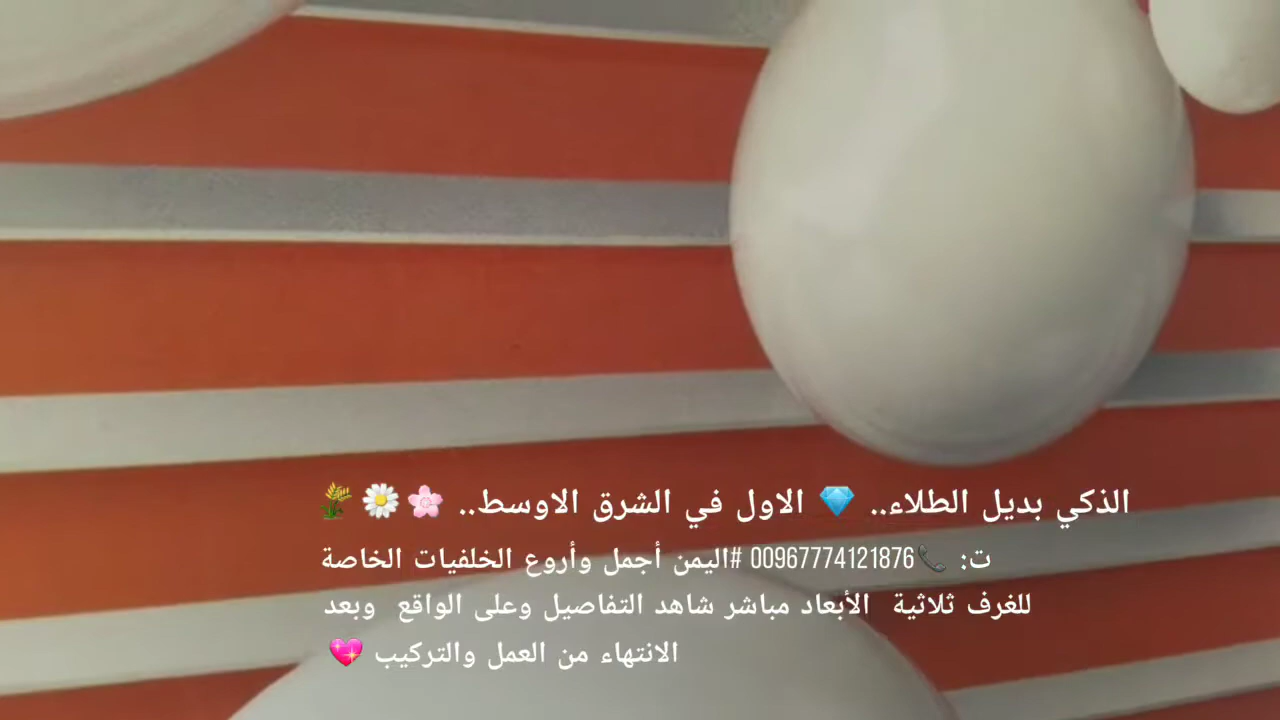 الذكي بديل الطلاء.. 💎 الاول في الشرق الاوسط.. 🌸🌼🌾
ت: 📞00967774121876 #اليمن أجمل وأروع الخلفيات الخاصة
للغرف ثلاثية الأبعاد مباشر شاهد التفاصيل وعلى الواقع وبعد
الانتهاء من العمل والتركيب 💖